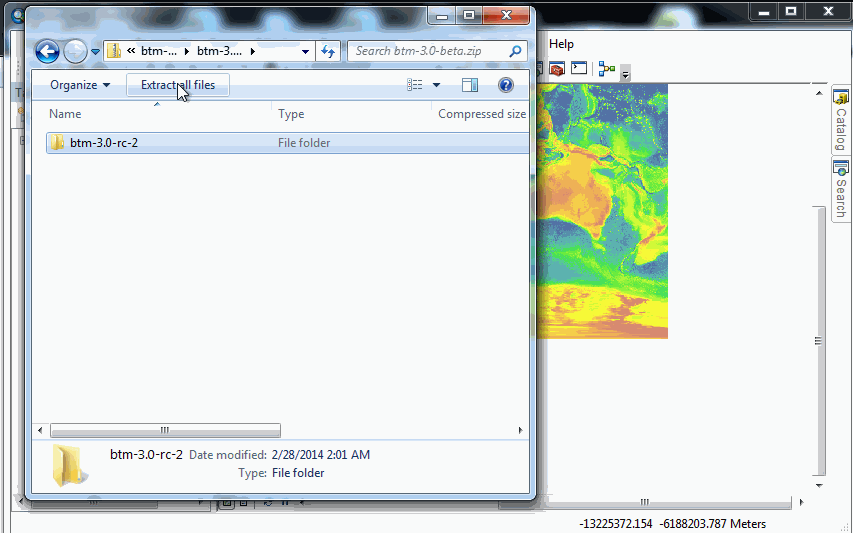 Help
« btm-... btm-3.... Search btm-3.0-beta.zip
Organize Extract all files
Name Type Compressed size
btm-3.0-rc-2 File folder
Catalog
Search
btm-3.0-rc-2 Date modified: 2/28/2014 2:01 AM
Type: File folder
-13225372.154 -6188203.787 Meters